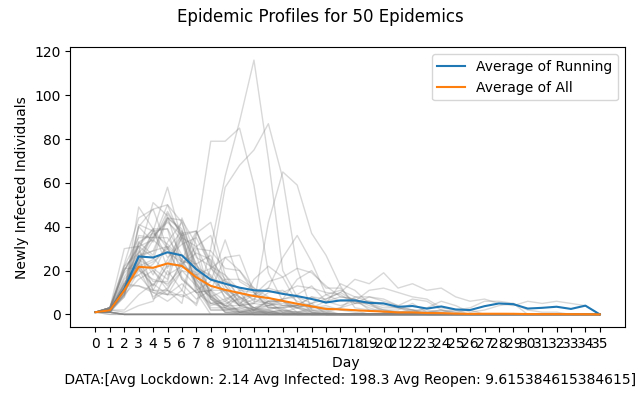 Epidemic Profiles for 50 Epidemics
120
100
80
60
40
20
0
Newly Infected Individuals
Average of Running
Average of All
0 1 2 3 4 5 6 7 8 9 10 11 12 13 14 15 16 17 18 19 20 21 22 23 24 25 26 27 28 29 30 31 32 33 34 35
Day
DATA:[Avg Lockdown: 2.14 Avg Infected: 198.3 Avg Reopen: 9.615384615384615]